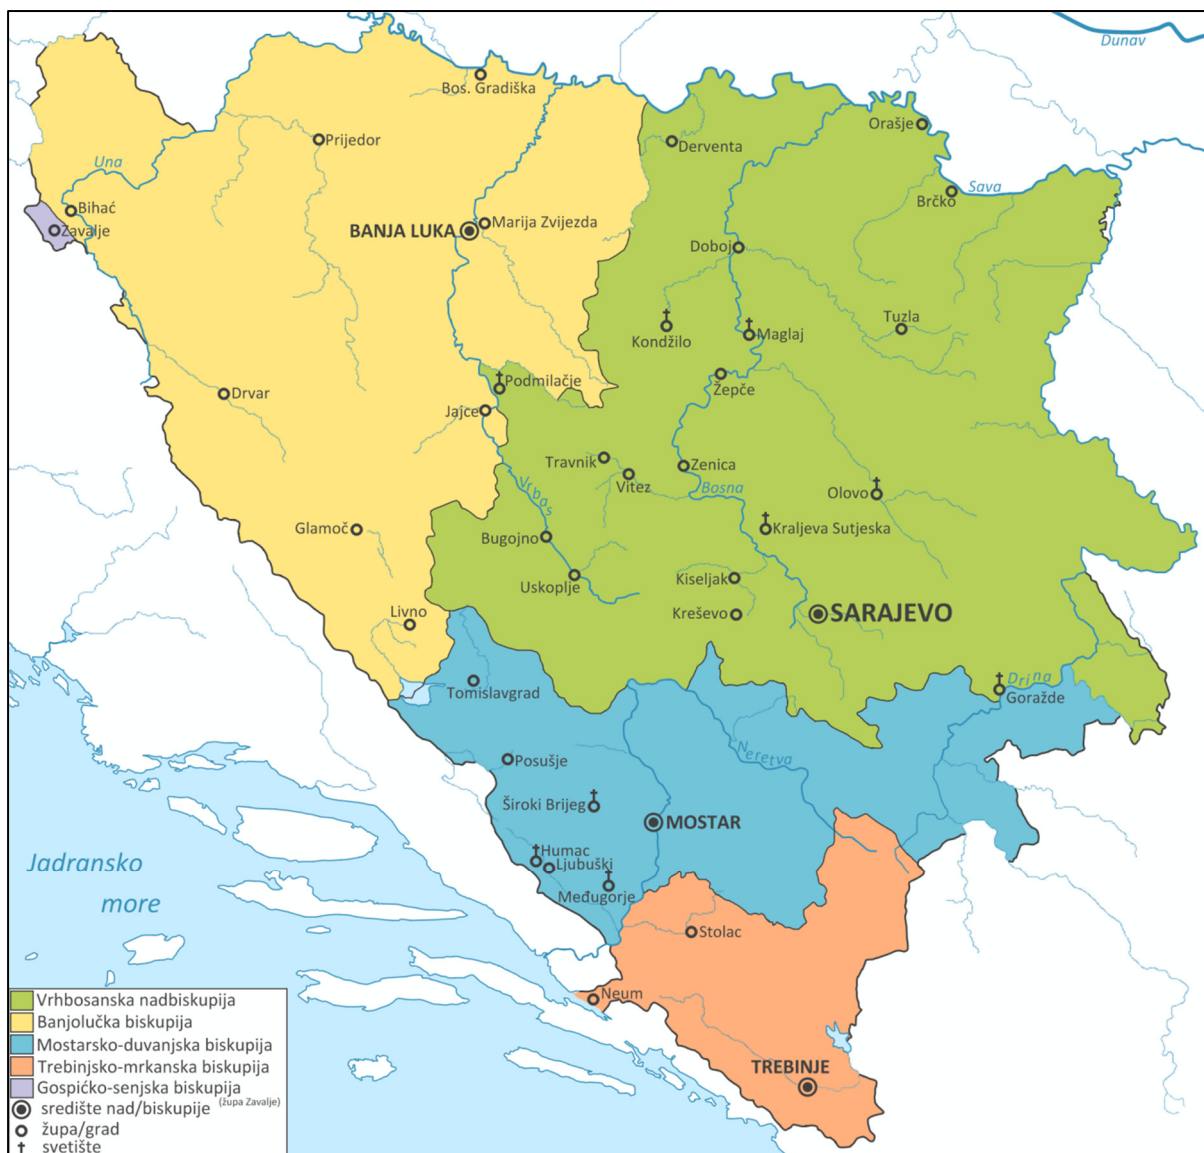 Dunav
Bos. Gradiška
Orašje
Prijedor
Derventa
Una
Sava
Brčko
Bihać
Marija Zvijezda
Zavalje
BANJA LUKA
Doboj
Tuzla
Kondžilo
Maglaj
Podmilačje
Žepče
Drvar
Jajce
Travnik
Zenica
Vitez
Vrbas
Bosna
Olovo
Glamoč
Kraljeva Sutjeska
Bugojno
Uskoplje
Kiseljak
Livno
Kreševo
SARAJEVO
Drina
Tomislavgrad
Goražde
Neretva
Posušje
Široki Brijeg
MOSTAR
Humac
Ljubuški
Međugorje
Jadransko
more
Stolac
Neum
TREBINJE
Vrhbosanska nadbiskupija
Banjolučka biskupija
Mostarsko-duvanjska biskupija
Trebinjsko-mrkanska biskupija
Gospićko-senjska biskupija
(župa Zavalje)
središte nad/biskupije
župa/grad
svetište